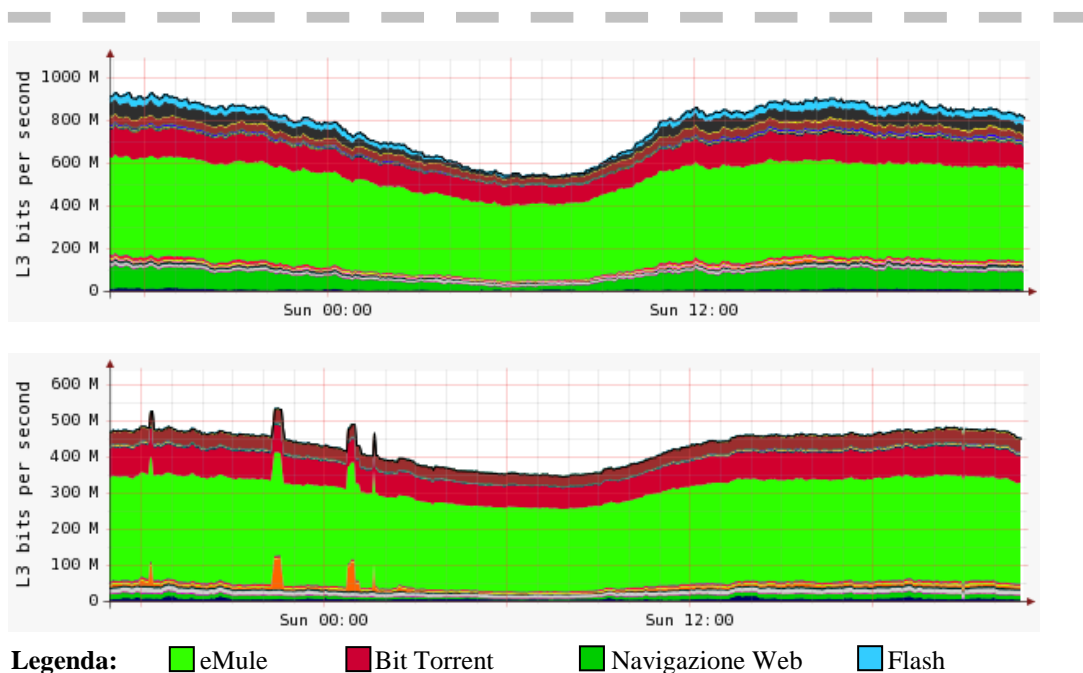 L3 bits per second
1000 M
800 M
600 M
400 M
200 M
0
Sun 00:00 Sun 12:00
L3 bits per second
600 M
500 M
400 M
300 M
200 M
100 M
0
Sun 00:00 Sun 12:00
Legenda: eMule Bit Torrent Navigazione Web Flash